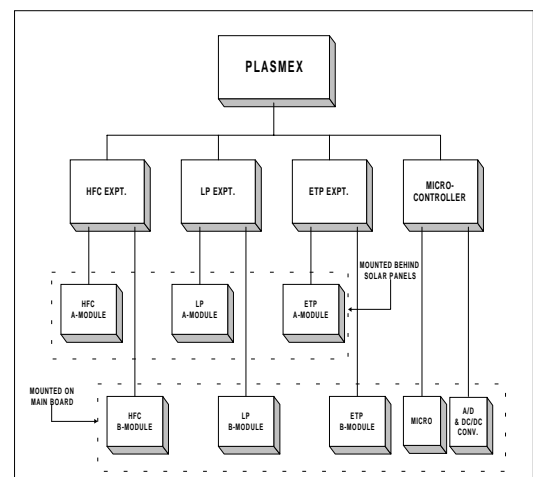 PLASMEX
HFC EXPT.
LP EXPT.
ETP EXPT.
MICRO-
CONTROLLER
MOUNTED BEHIND
SOLAR PANELS
HFC
A-MODULE
LP
A-MODULE
ETP
A-MODULE
MOUNTED ON
MAIN BOARD
HFC
B-MODULE
LP
B-MODULE
ETP
B-MODULE
MICRO
A/D
& DC/DC
CONV.